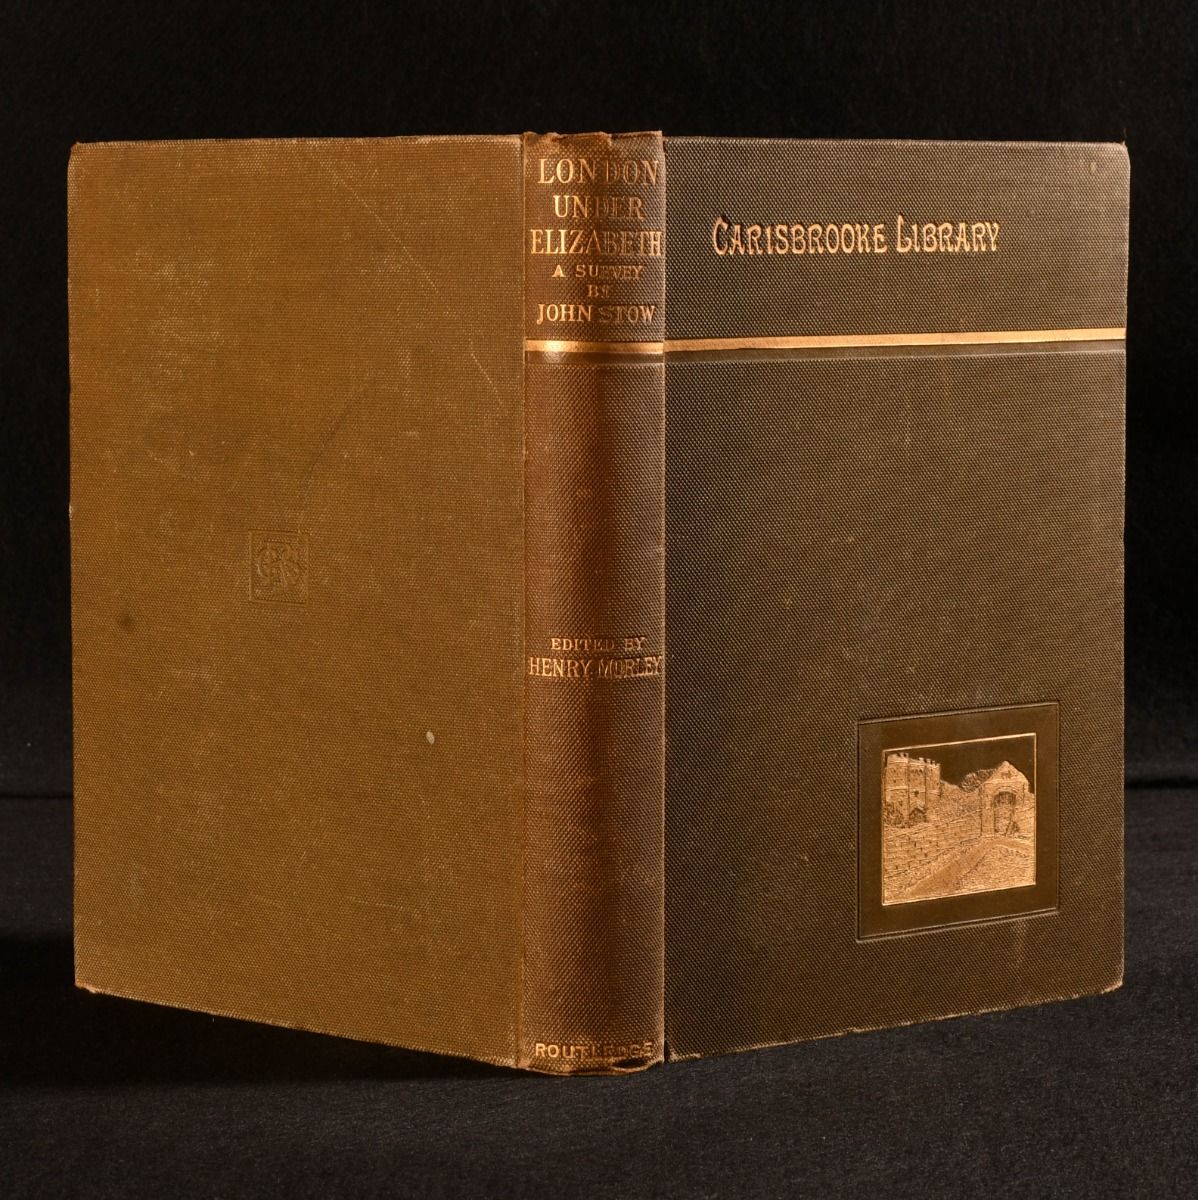 LONDON
UNDER
ELIZABETH
A SURVEY
BY
JOHN STOW
EDITED BY
HENRY MORLEY
ROUTLEDGE
CARISBROOKE LIBRARY